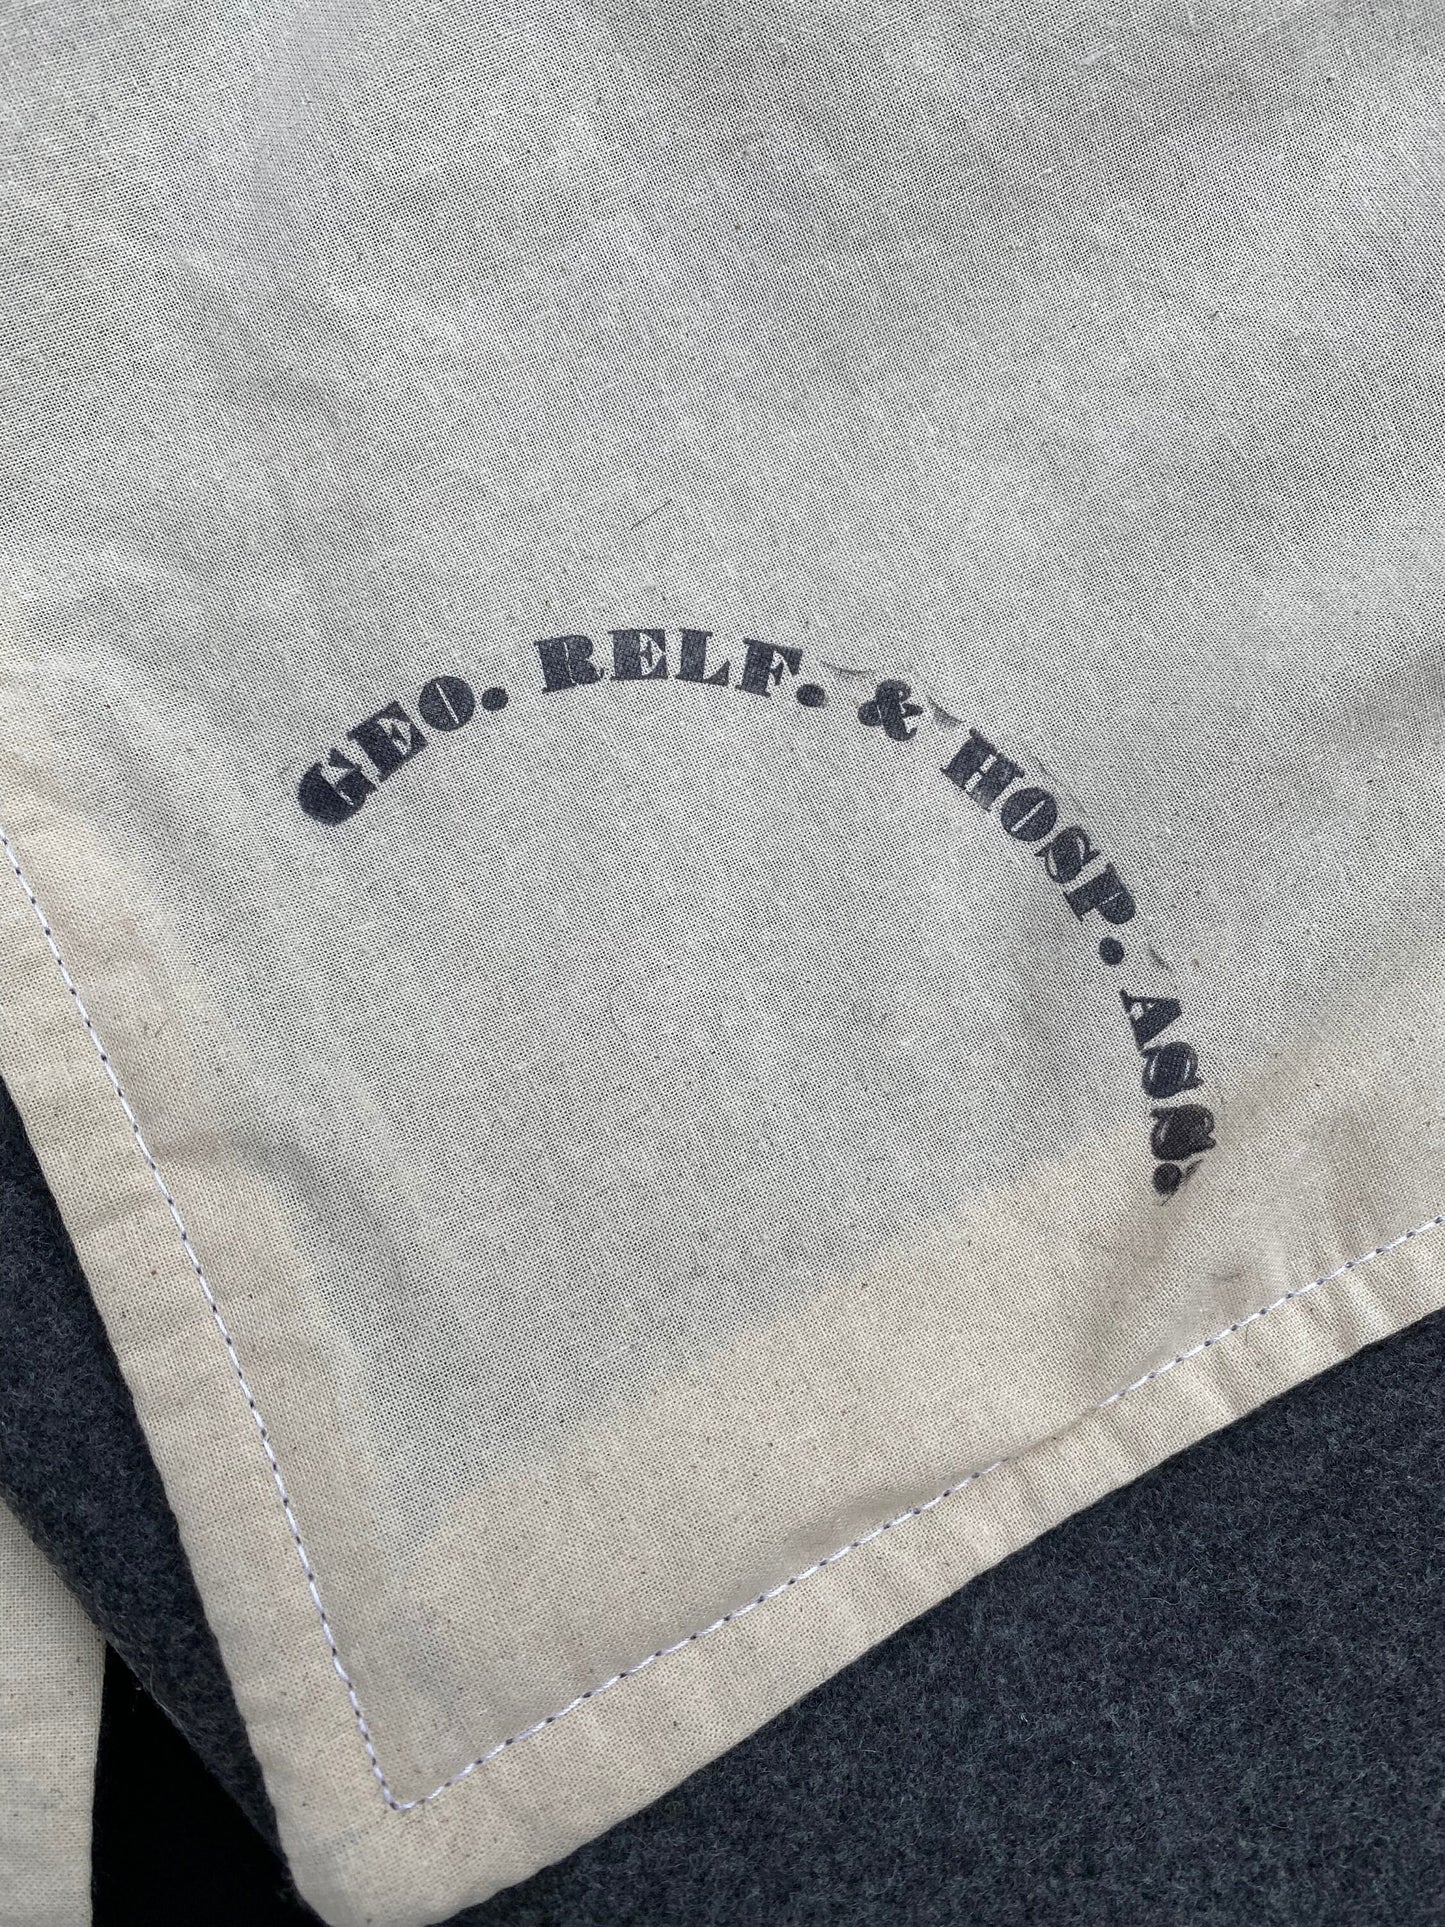 GEO. RELF. & HOSP. ASS.